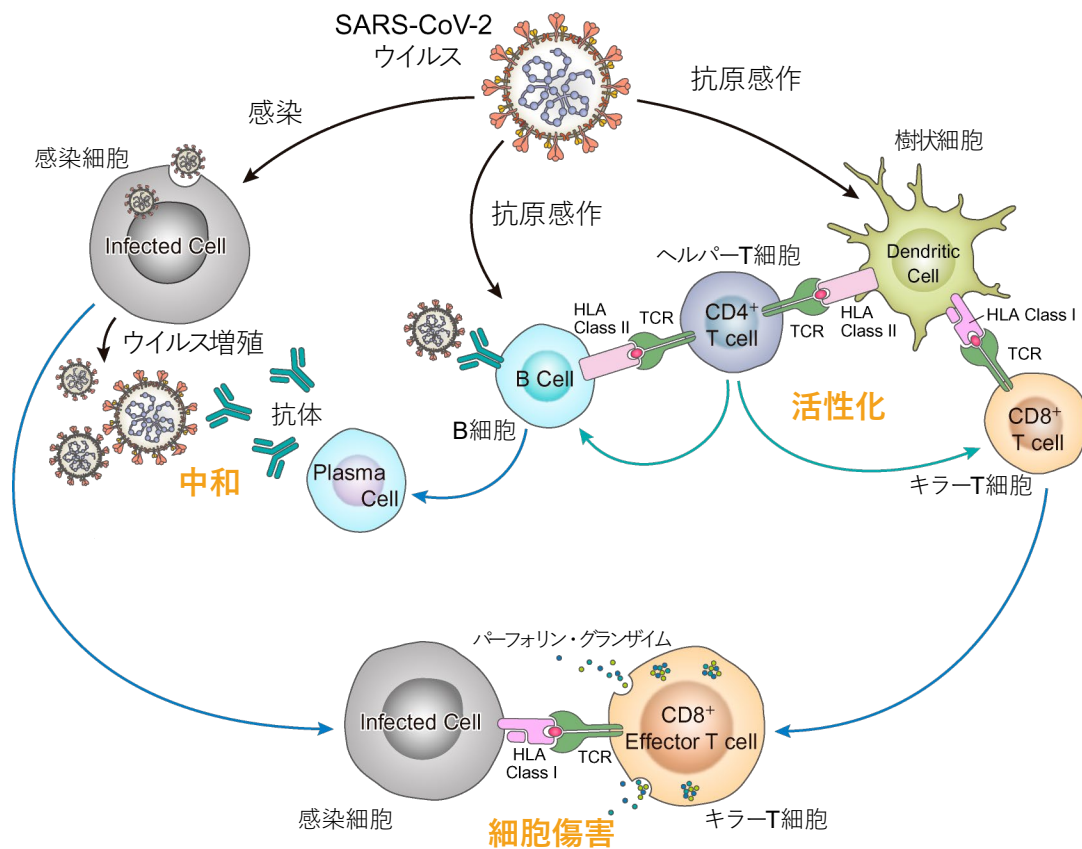 SARS-CoV-2
ウイルス
抗原感作
感染
樹状細胞
感染細胞
抗原感作
Infected Cell
ヘルパーT細胞
Dendritic
Cell
CD4⁺
T cell
HLA
Class II
TCR
TCR
HLA
Class II
HLA Class I
TCR
ウイルス増殖
B Cell
抗体
活性化
CD8⁺
T cell
B細胞
中和
Plasma
Cell
キラーT細胞
パーフォリン・グランザイム
Infected Cell
CD8⁺
Effector T cell
HLA
Class I
TCR
感染細胞
細胞傷害
キラーT細胞